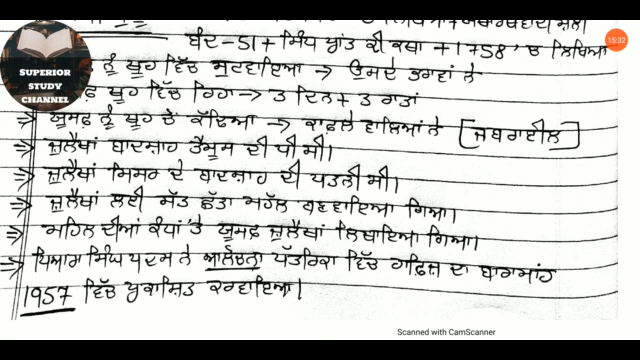 ਬੰਦ-51 + ਸਿੰਧ ਪ੍ਰਾਂਤ ਦੀ ਕਥਾ + 1758 'ਚ ਲਿਖਿਆ
ਨੂੰ ਖੂਹ ਵਿੱਚ ਸੁਟਵਾਇਆ → ਉਸਦੇ ਭਰਾਵਾਂ ਨੇ
ਖੂਹ ਵਿੱਚ ਰਿਹਾ → 3 ਦਿਨ + 3 ਰਾਤਾਂ
⇒ ਯੂਸਫ਼ ਨੂੰ ਖੂਹ ਚੋਂ ਕੱਢਿਆ → ਕਾਫ਼ਲੇ ਵਾਲਿਆਂ ਨੇ [ਜਬਰਾਈਲ]
⇒ ਜ਼ੁਲੈਖਾਂ ਬਾਦਸ਼ਾਹ ਤੈਮੂਸ ਦੀ ਧੀ ਸੀ।
⇒ ਜ਼ੁਲੈਖਾਂ ਮਿਸਰ ਦੇ ਬਾਦਸ਼ਾਹ ਦੀ ਪਤਨੀ ਸੀ।
⇒ ਜ਼ੁਲੈਖਾਂ ਲਈ ਸੱਤ ਛੱਤਾ ਮਹੱਲ ਬਣਵਾਇਆ ਗਿਆ।
⇒ ਮਹਿਲ ਦੀਆਂ ਕੰਧਾਂ 'ਤੇ ਯੂਸਫ਼ ਜ਼ੁਲੈਖਾਂ ਲਿਖਾਇਆ ਗਿਆ।
⇒ ਪਿਆਰਾ ਸਿੰਘ ਪਦਮ ਨੇ ਆਲੋਚਨਾ ਪੱਤਰਿਕਾ ਵਿੱਚ ਹਾਫਿਜ਼ ਦਾ ਬਾਰਾਮਾਂਹ
1957 ਵਿੱਚ ਪ੍ਰਕਾਸ਼ਿਤ ਕਰਵਾਇਆ।
SUPERIOR
STUDY
CHANNEL
15:32
Scanned with CamScanner